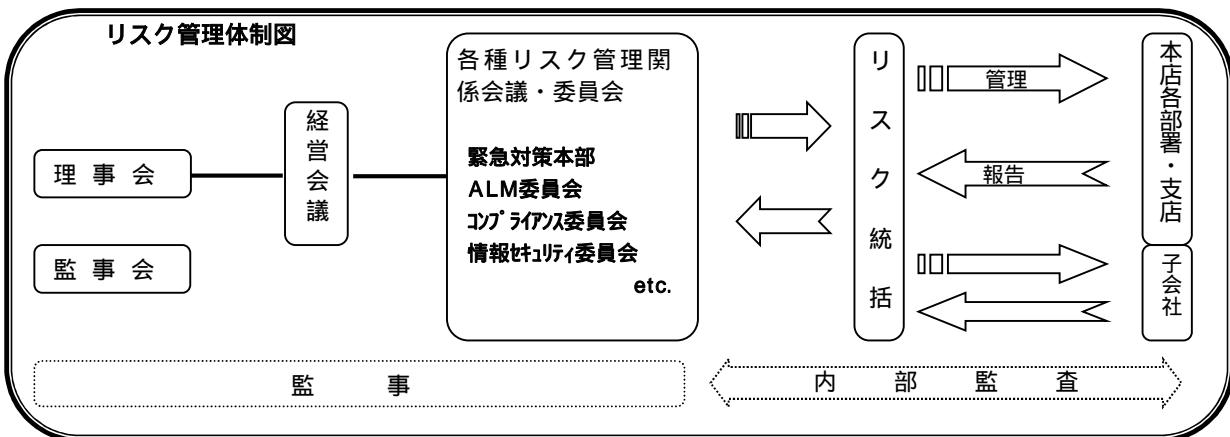 リスク管理体制図
理事会
監事会
経営会議
各種リスク管理関
係会議・委員会
緊急対策本部
ALM委員会
ｺﾝﾌﾟﾗｲｱﾝｽ委員会
情報ｾｷｭﾘﾃｨ委員会
etc.
リスク統括
管理
報告
本店各部署・支店
子会社
監事
内部監査